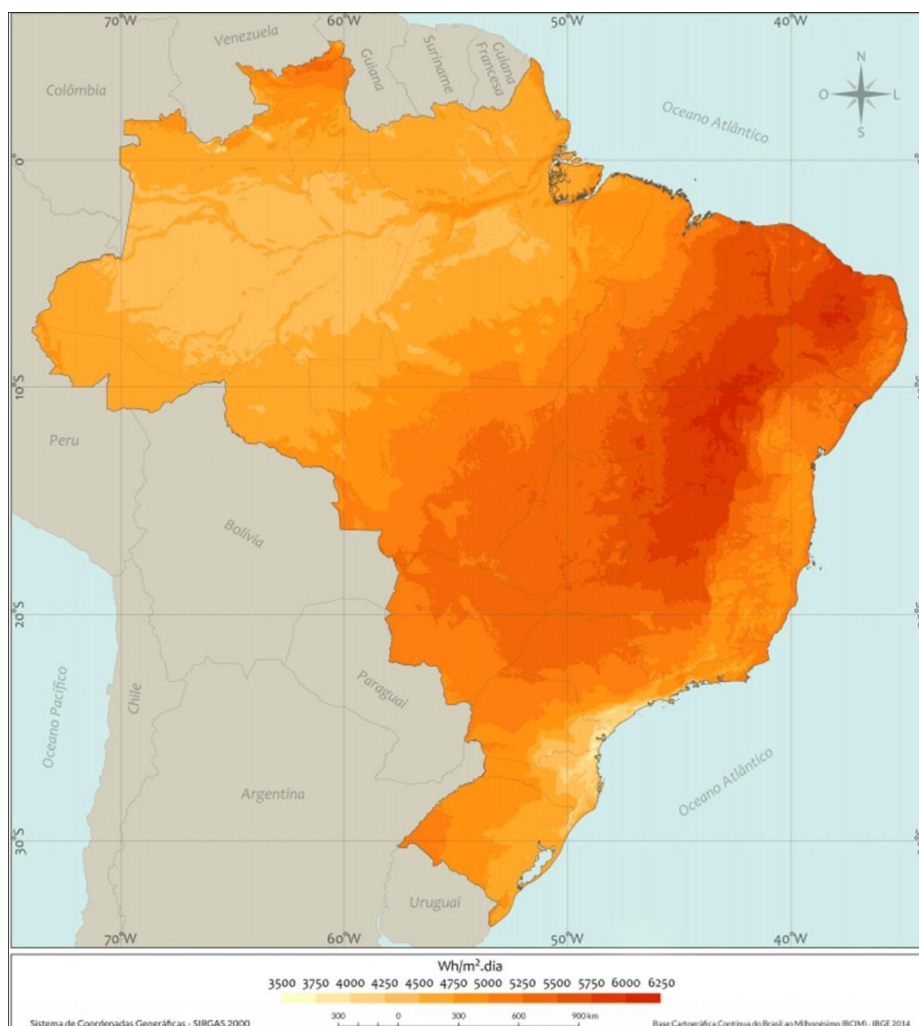 70°W 60°W 50°W 40°W
Venezuela
Guiana
Suriname
Guiana
Francesa
Colômbia
N
O L
S
Oceano Atlântico
0°
10°S
Peru
Bolívia
20°S
Oceano Pacífico
Chile
Paraguai
Argentina
Oceano Atlântico
30°S
Uruguai
70°W 60°W 50°W 40°W
Wh/m².dia
3500 3750 4000 4250 4500 4750 5000 5250 5500 5750 6000 6250
300 0 300 600 900 km
Sistema de Coordenadas Geográficas - SIRGAS 2000
Base Cartográfica Contínua do Brasil ao Milionésimo (BCIM) - IBGE 2014